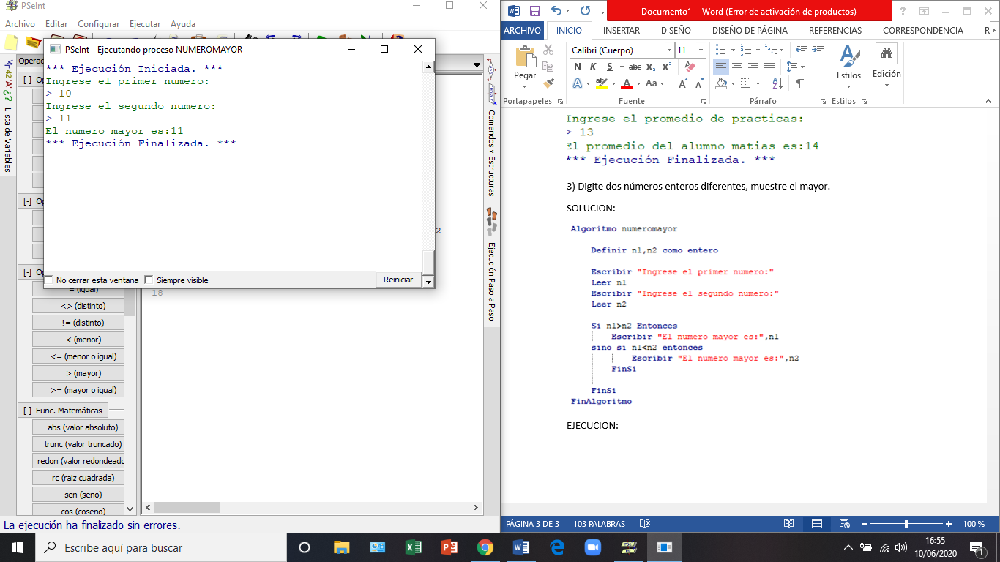 PSeInt
Archivo Editar Configurar Ejecutar Ayuda
PSeInt - Ejecutando proceso NUMEROMAYOR
*** Ejecución Iniciada. ***
Ingrese el primer numero:
> 10
Ingrese el segundo numero:
> 11
El numero mayor es:11
*** Ejecución Finalizada. ***
No cerrar esta ventana
Siempre visible
Reiniciar
Lista de Variables
*42 'A' ¿?
Operac
[-] Op
[-] Op
[-] Op
= (igual)
<> (distinto)
!= (distinto)
< (menor)
<= (menor o igual)
> (mayor)
>= (mayor o igual)
[-] Func. Matemáticas
abs (valor absoluto)
trunc (valor truncado)
redon (valor redondeado
rc (raiz cuadrada)
sen (seno)
cos (coseno)
2
18
Comandos y Estructuras
Ejecución Paso a Paso
La ejecución ha finalizado sin errores.
Documento1 - Word (Error de activación de productos)
ARCHIVO INICIO INSERTAR DISEÑO DISEÑO DE PÁGINA REFERENCIAS CORRESPONDENCIA R
Pegar
Calibri (Cuerpo) 11
N K S abc x₂ x²
A ab A Aa A A
Estilos
Edición
Portapapeles Fuente Párrafo Estilos
Ingrese el promedio de practicas:
> 13
El promedio del alumno matias es:14
*** Ejecución Finalizada. ***
3) Digite dos números enteros diferentes, muestre el mayor.
SOLUCION:
Algoritmo numeromayor
Definir n1,n2 como entero
Escribir "Ingrese el primer numero:"
Leer n1
Escribir "Ingrese el segundo numero:"
Leer n2
Si n1>n2 Entonces
Escribir "El numero mayor es:",n1
sino si n1<n2 entonces
Escribir "El numero mayor es:",n2
FinSi
FinSi
FinAlgoritmo
EJECUCION:
PÁGINA 3 DE 3 103 PALABRAS
100 %
Escribe aquí para buscar
16:55
10/06/2020
1